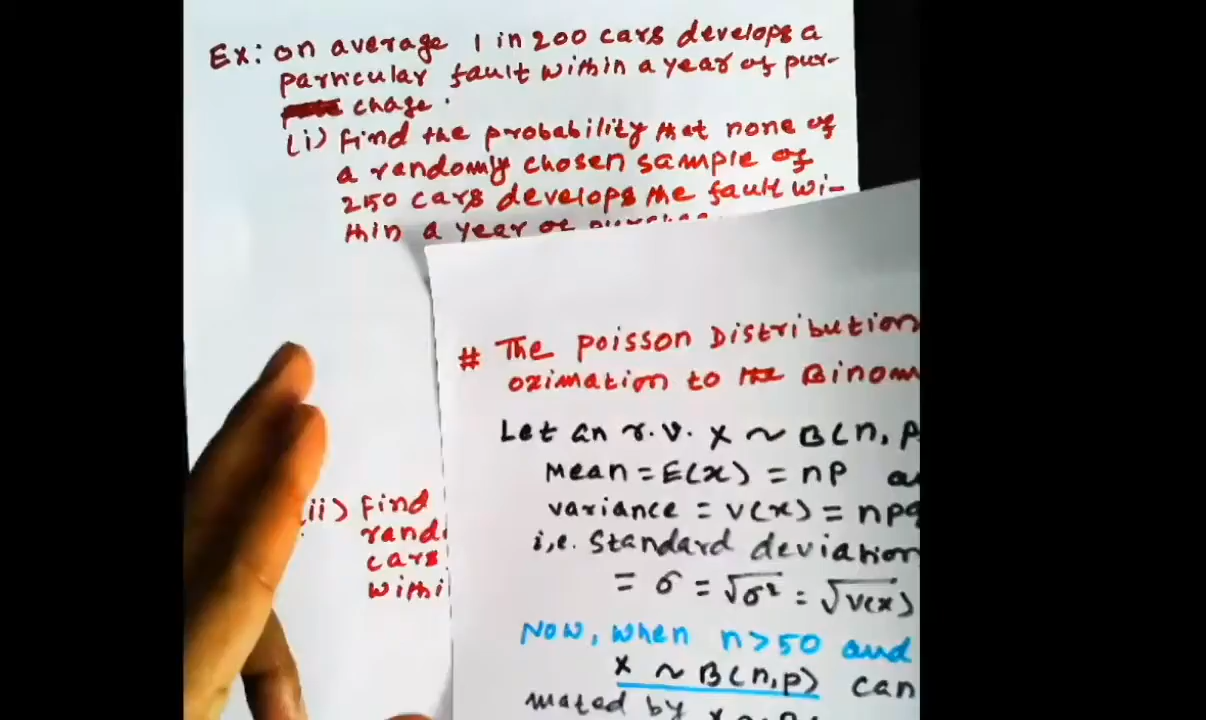 Ex: on average 1 in 200 cars develops a
particular fault within a year of pur-
chase.
(i) Find the probability that none of
a randomly chosen sample of
250 cars develops the fault wi-
thin a year of
(ii) Find
withi
# The Poisson Distribution
oximation to the Binom
Let an r.v. X ~ B(n, p
Mean = E(x) = np
variance = V(x) = npq
i,e. Standard deviation
= σ = √σ² = √V(x)
Now, when n>50 and
X ~ B(n,p) can
mated by